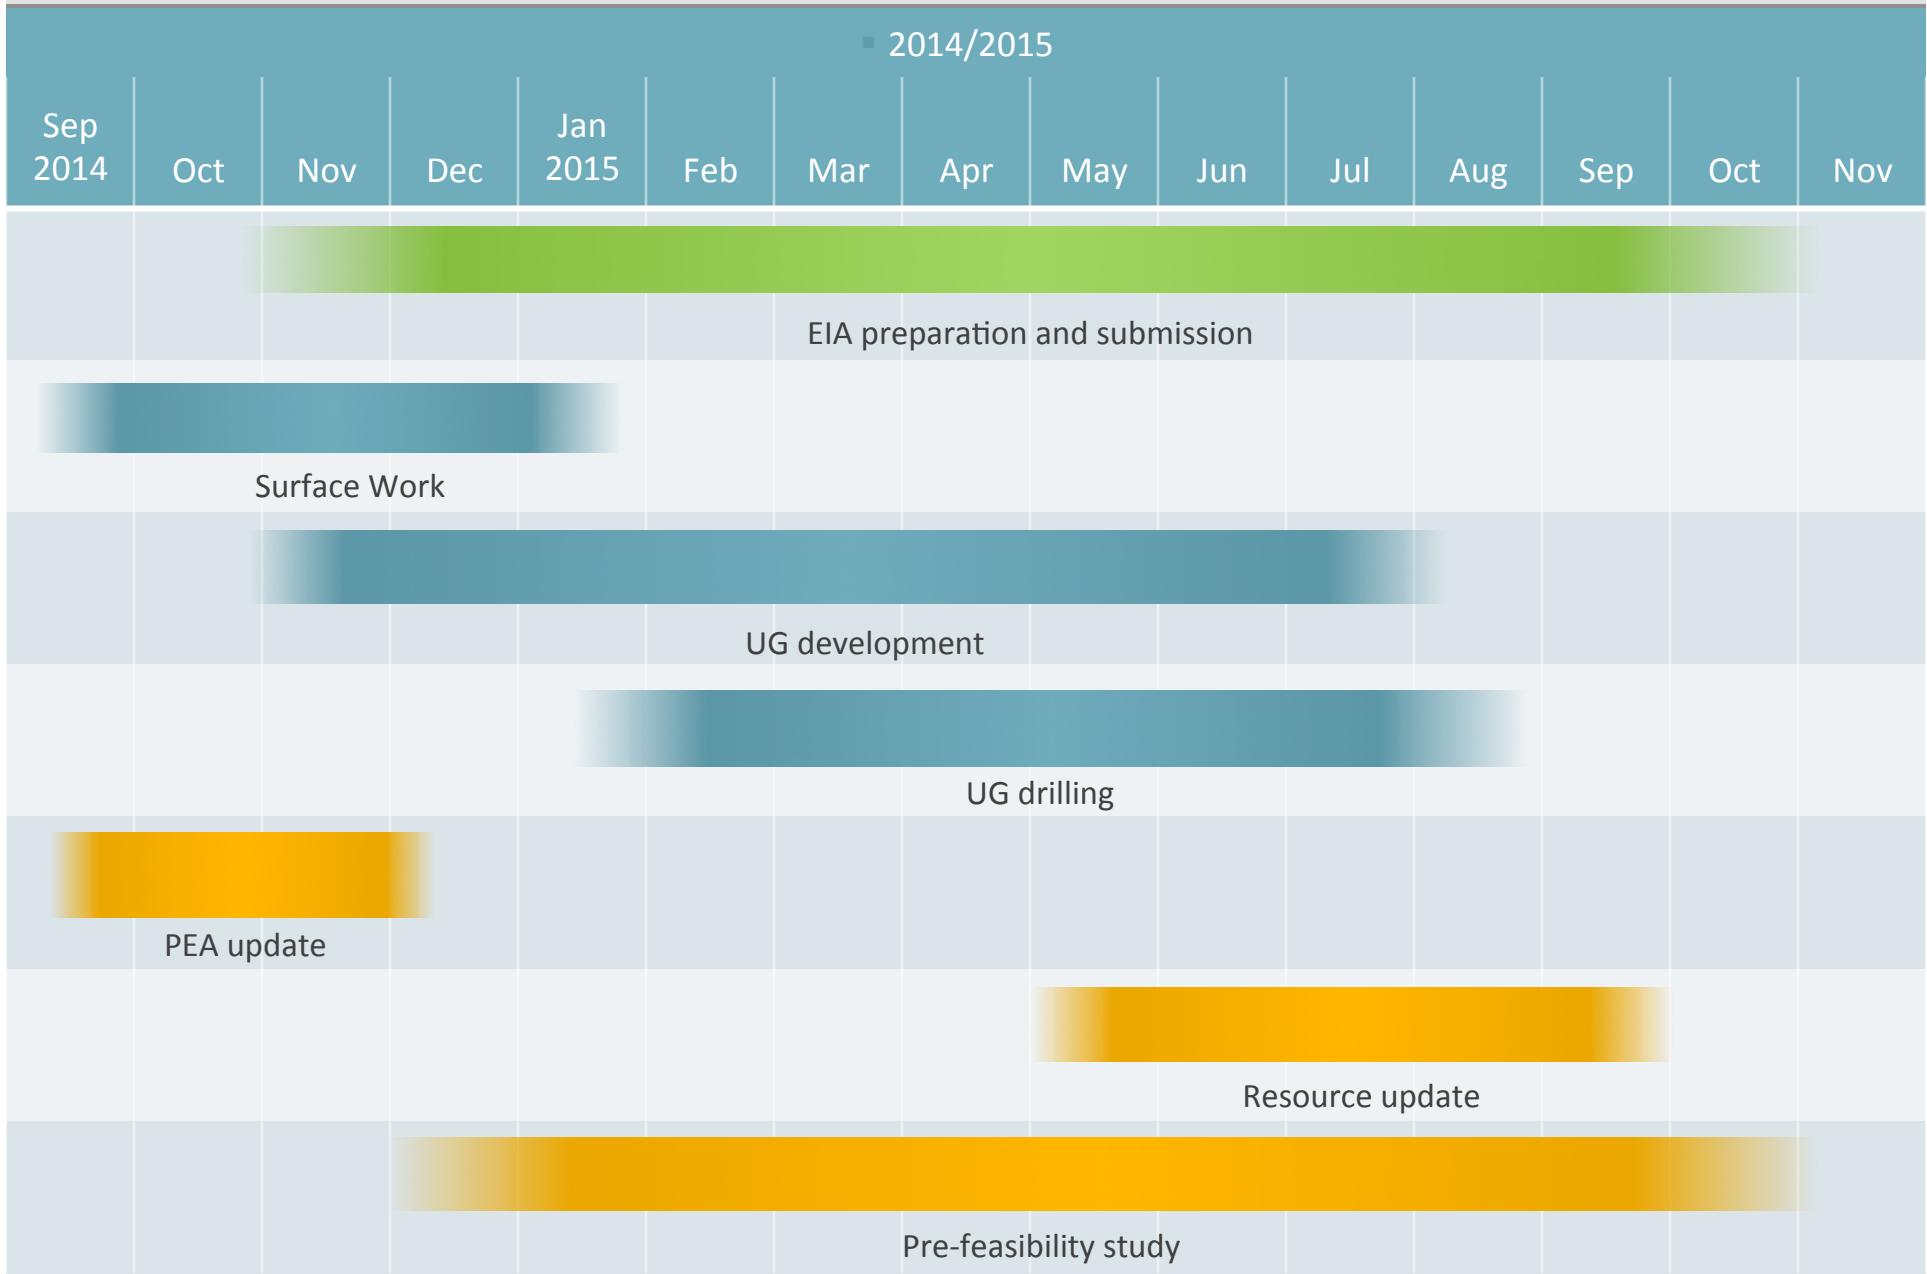 ▪ 2014/2015
Sep 2014 Oct Nov Dec Jan 2015 Feb Mar Apr May Jun Jul Aug Sep Oct Nov
EIA preparation and submission
Surface Work
UG development
UG drilling
PEA update
Resource update
Pre-feasibility study